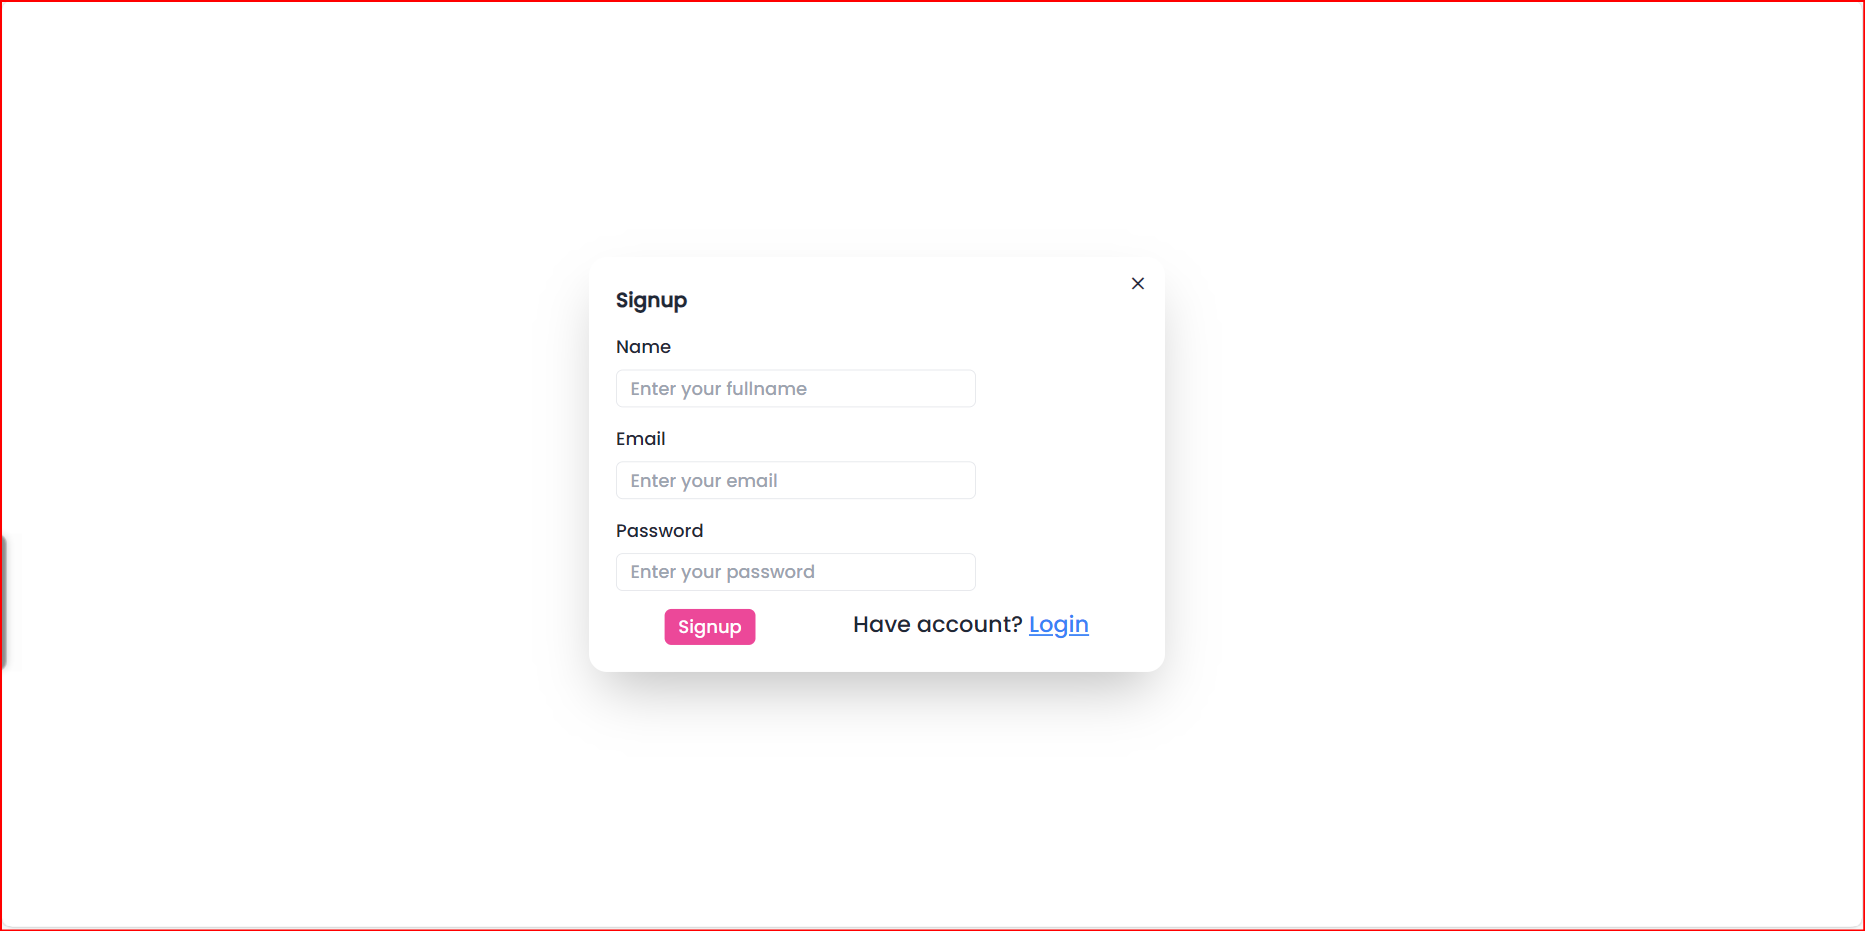 Signup
Name
Enter your fullname
Email
Enter your email
Password
Enter your password
Signup
Have account? Login